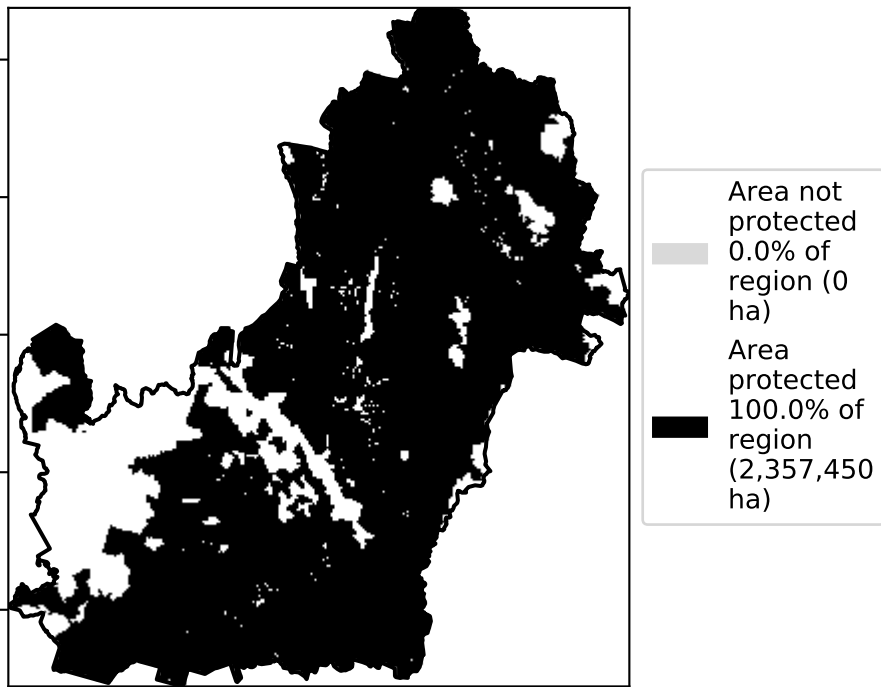 Area not
protected
0.0% of
region (0
ha)
Area
protected
100.0% of
region
(2,357,450
ha)